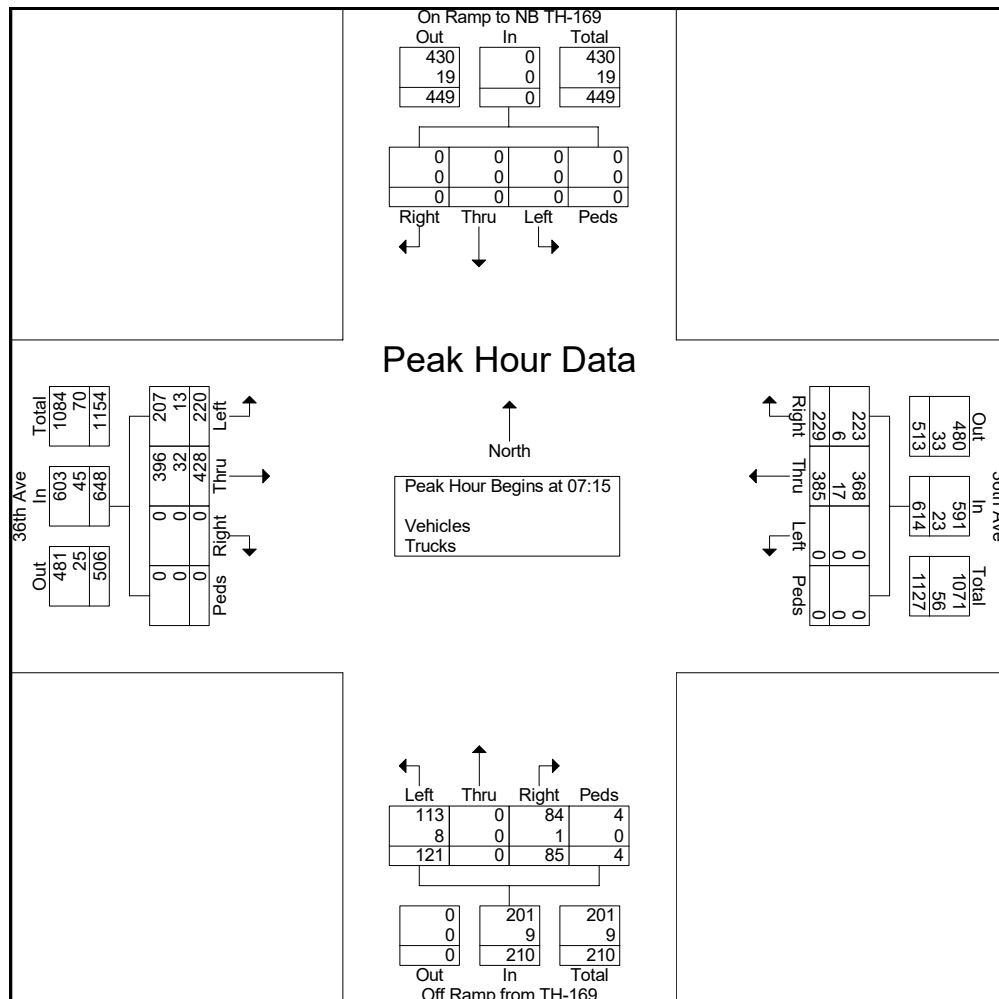 On Ramp to NB TH-169
Out In Total
430 0 430
19 0 19
449 0 449
0 0 0 0
0 0 0 0
0 0 0 0
Right Thru Left Peds
Peak Hour Data
North
Peak Hour Begins at 07:15
Vehicles
Trucks
36th Ave
Total In Out
1084 603 481
70 45 25
1154 648 506
207 396 0 0
13 32 0 0
220 428 0 0
Left Thru Right Peds
36th Ave
Out In Total
480 591 1071
33 23 56
513 614 1127
223 368 0 0
6 17 0 0
229 385 0 0
Right Thru Left Peds
Left Thru Right Peds
113 0 84 4
8 0 1 0
121 0 85 4
0 201 201
0 9 9
0 210 210
Out In Total
Off Ramp from TH-169